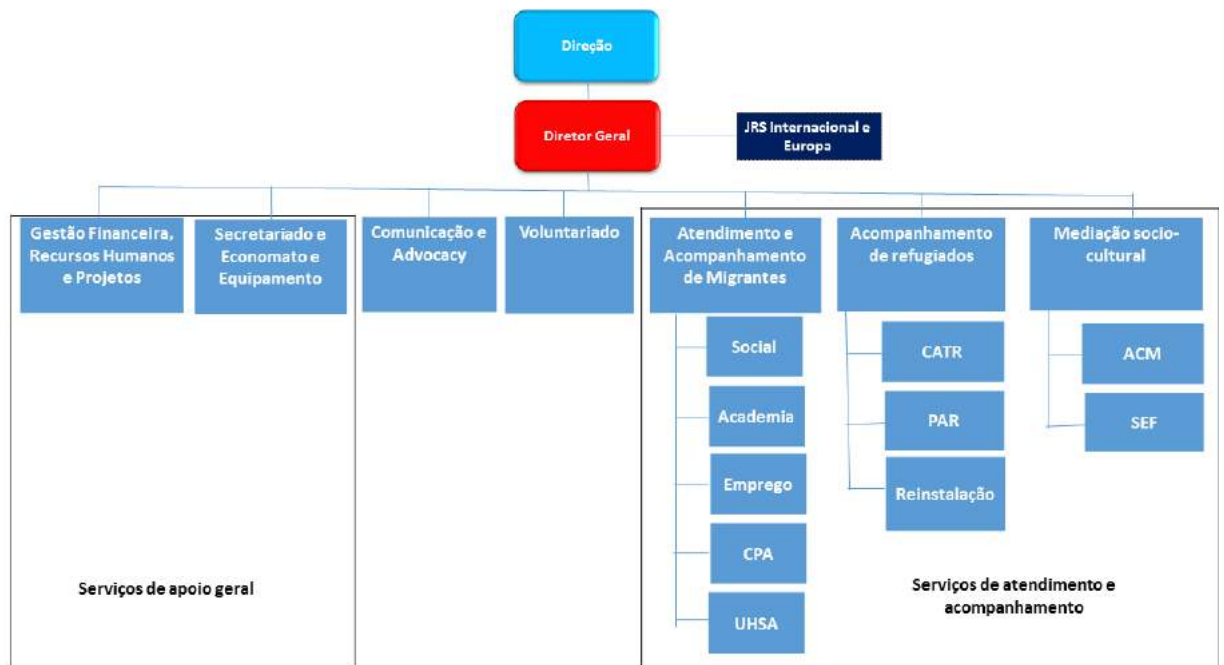 Direção
Diretor Geral
JRS Internacional e
Europa
Gestão Financeira,
Recursos Humanos
e Projetos
Secretariado e
Economato e
Equipamento
Comunicação e
Advocacy
Voluntariado
Atendimento e
Acompanhamento
de Migrantes
Acompanhamento
de refugiados
Mediação socio-
cultural
Social
Academia
Emprego
CPA
UHSA
CATR
PAR
Reinstalação
ACM
SEF
Serviços de apoio geral
Serviços de atendimento e
acompanhamento